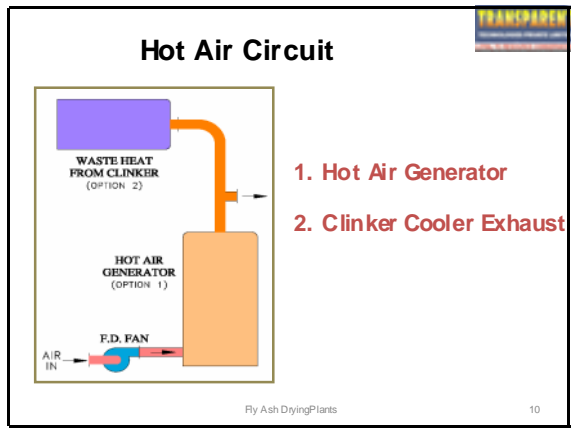 TRANSPAREN
Hot Air Circuit
WASTE HEAT
FROM CLINKER
(OPTION 2)
HOT AIR
GENERATOR
(OPTION 1)
F.D. FAN
AIR
IN
1. Hot Air Generator
2. Clinker Cooler Exhaust
Fly Ash DryingPlants
10